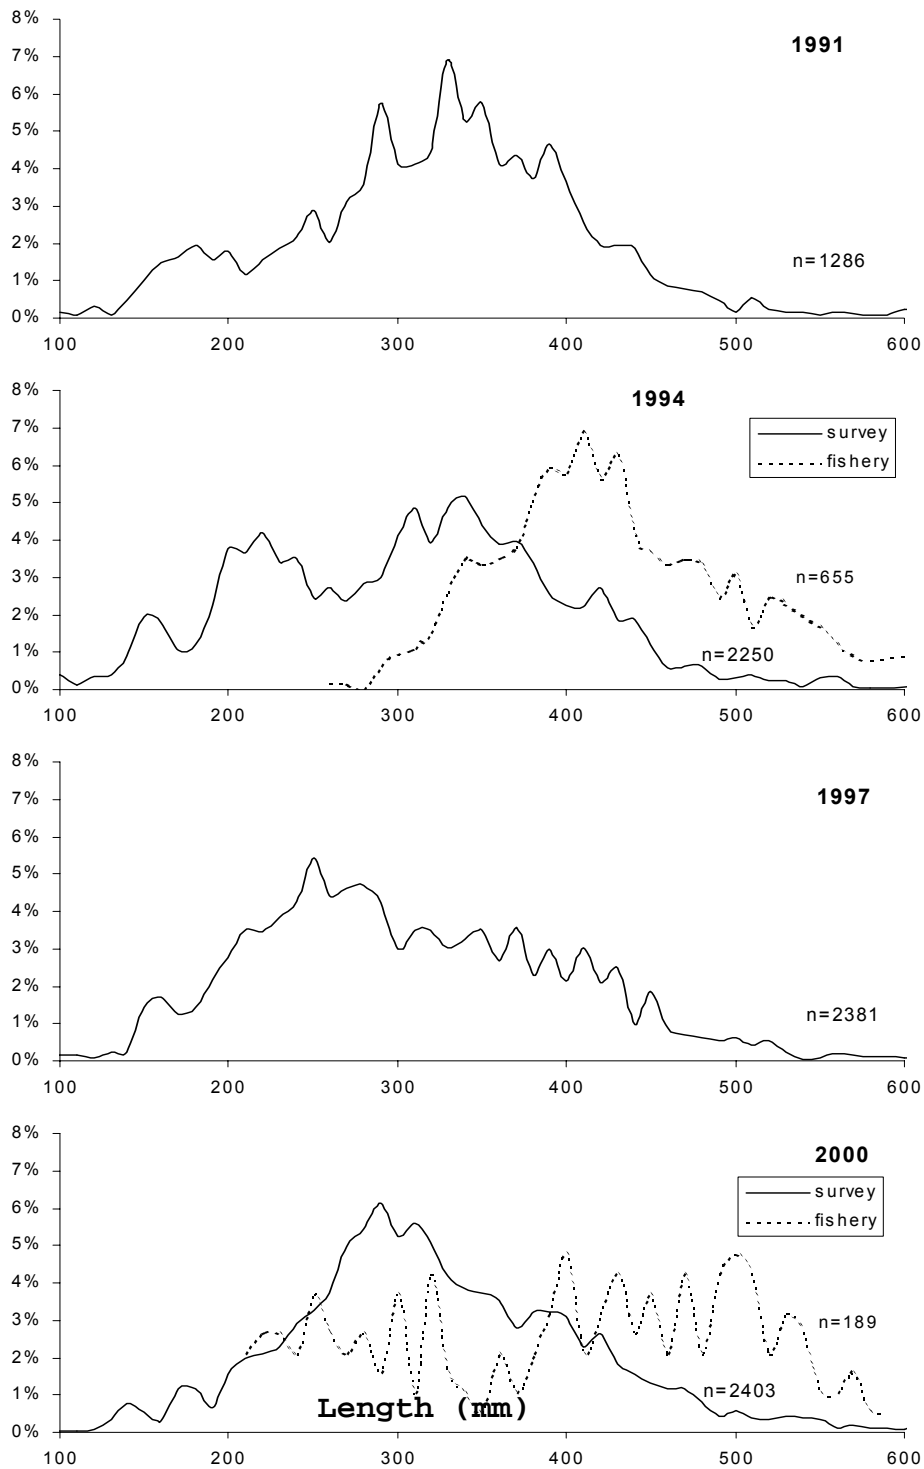 8%
1991
7%
6%
5%
4%
3%
2%
n=1286
1%
0%
100 200 300 400 500 600
8%
1994
7%
survey
6%
fishery
5%
4%
3%
n=655
2%
1%
n=2250
0%
100 200 300 400 500 600
8%
7%
1997
6%
5%
4%
3%
2%
n=2381
1%
0%
100 200 300 400 500 600
8%
2000
7%
survey
6%
fishery
5%
4%
3%
n=189
2%
1%
n=2403
Length (mm)
0%
100 200 300 400 500 600